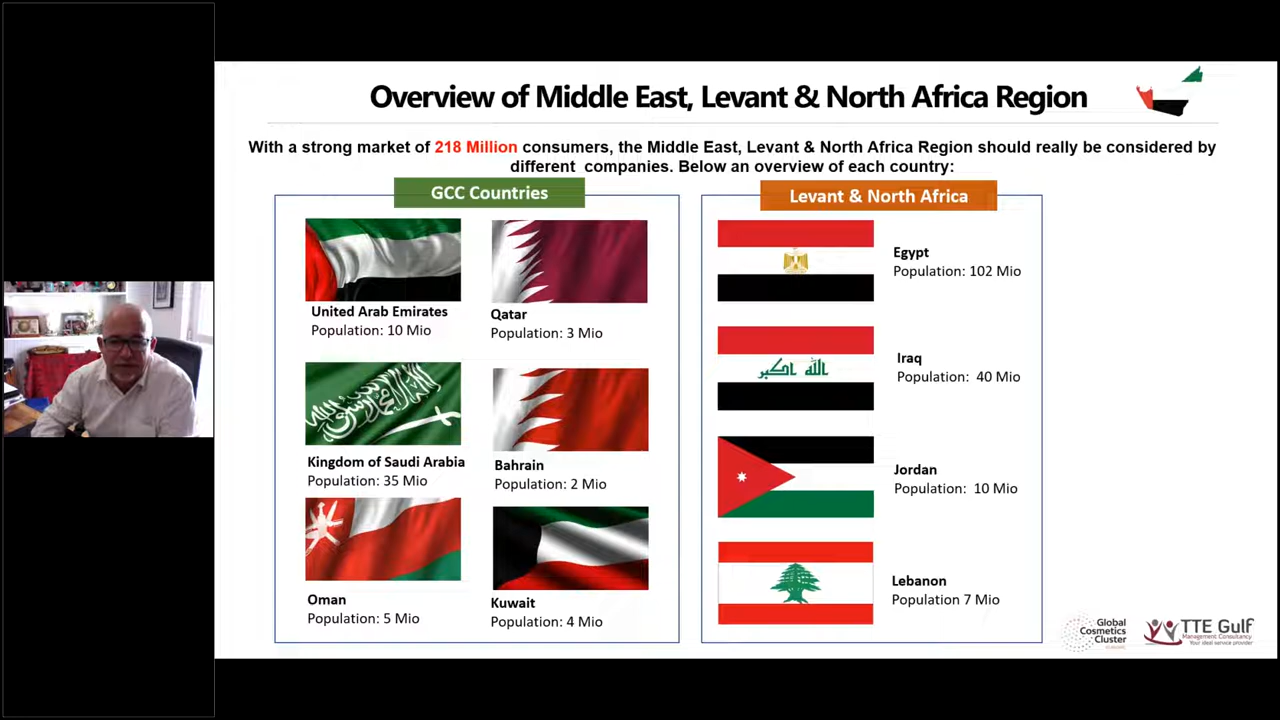 Overview of Middle East, Levant & North Africa Region
With a strong market of 218 Million consumers, the Middle East, Levant & North Africa Region should really be considered by
different companies. Below an overview of each country:
GCC Countries
United Arab Emirates
Population: 10 Mio
Qatar
Population: 3 Mio
Kingdom of Saudi Arabia
Population: 35 Mio
Bahrain
Population: 2 Mio
Oman
Population: 5 Mio
Kuwait
Population: 4 Mio
Levant & North Africa
Egypt
Population: 102 Mio
الله اكبر
Iraq
Population: 40 Mio
Jordan
Population: 10 Mio
Lebanon
Population 7 Mio
Global
Cosmetics
Cluster
TTE Gulf
Management Consultancy
Your ideal service provider